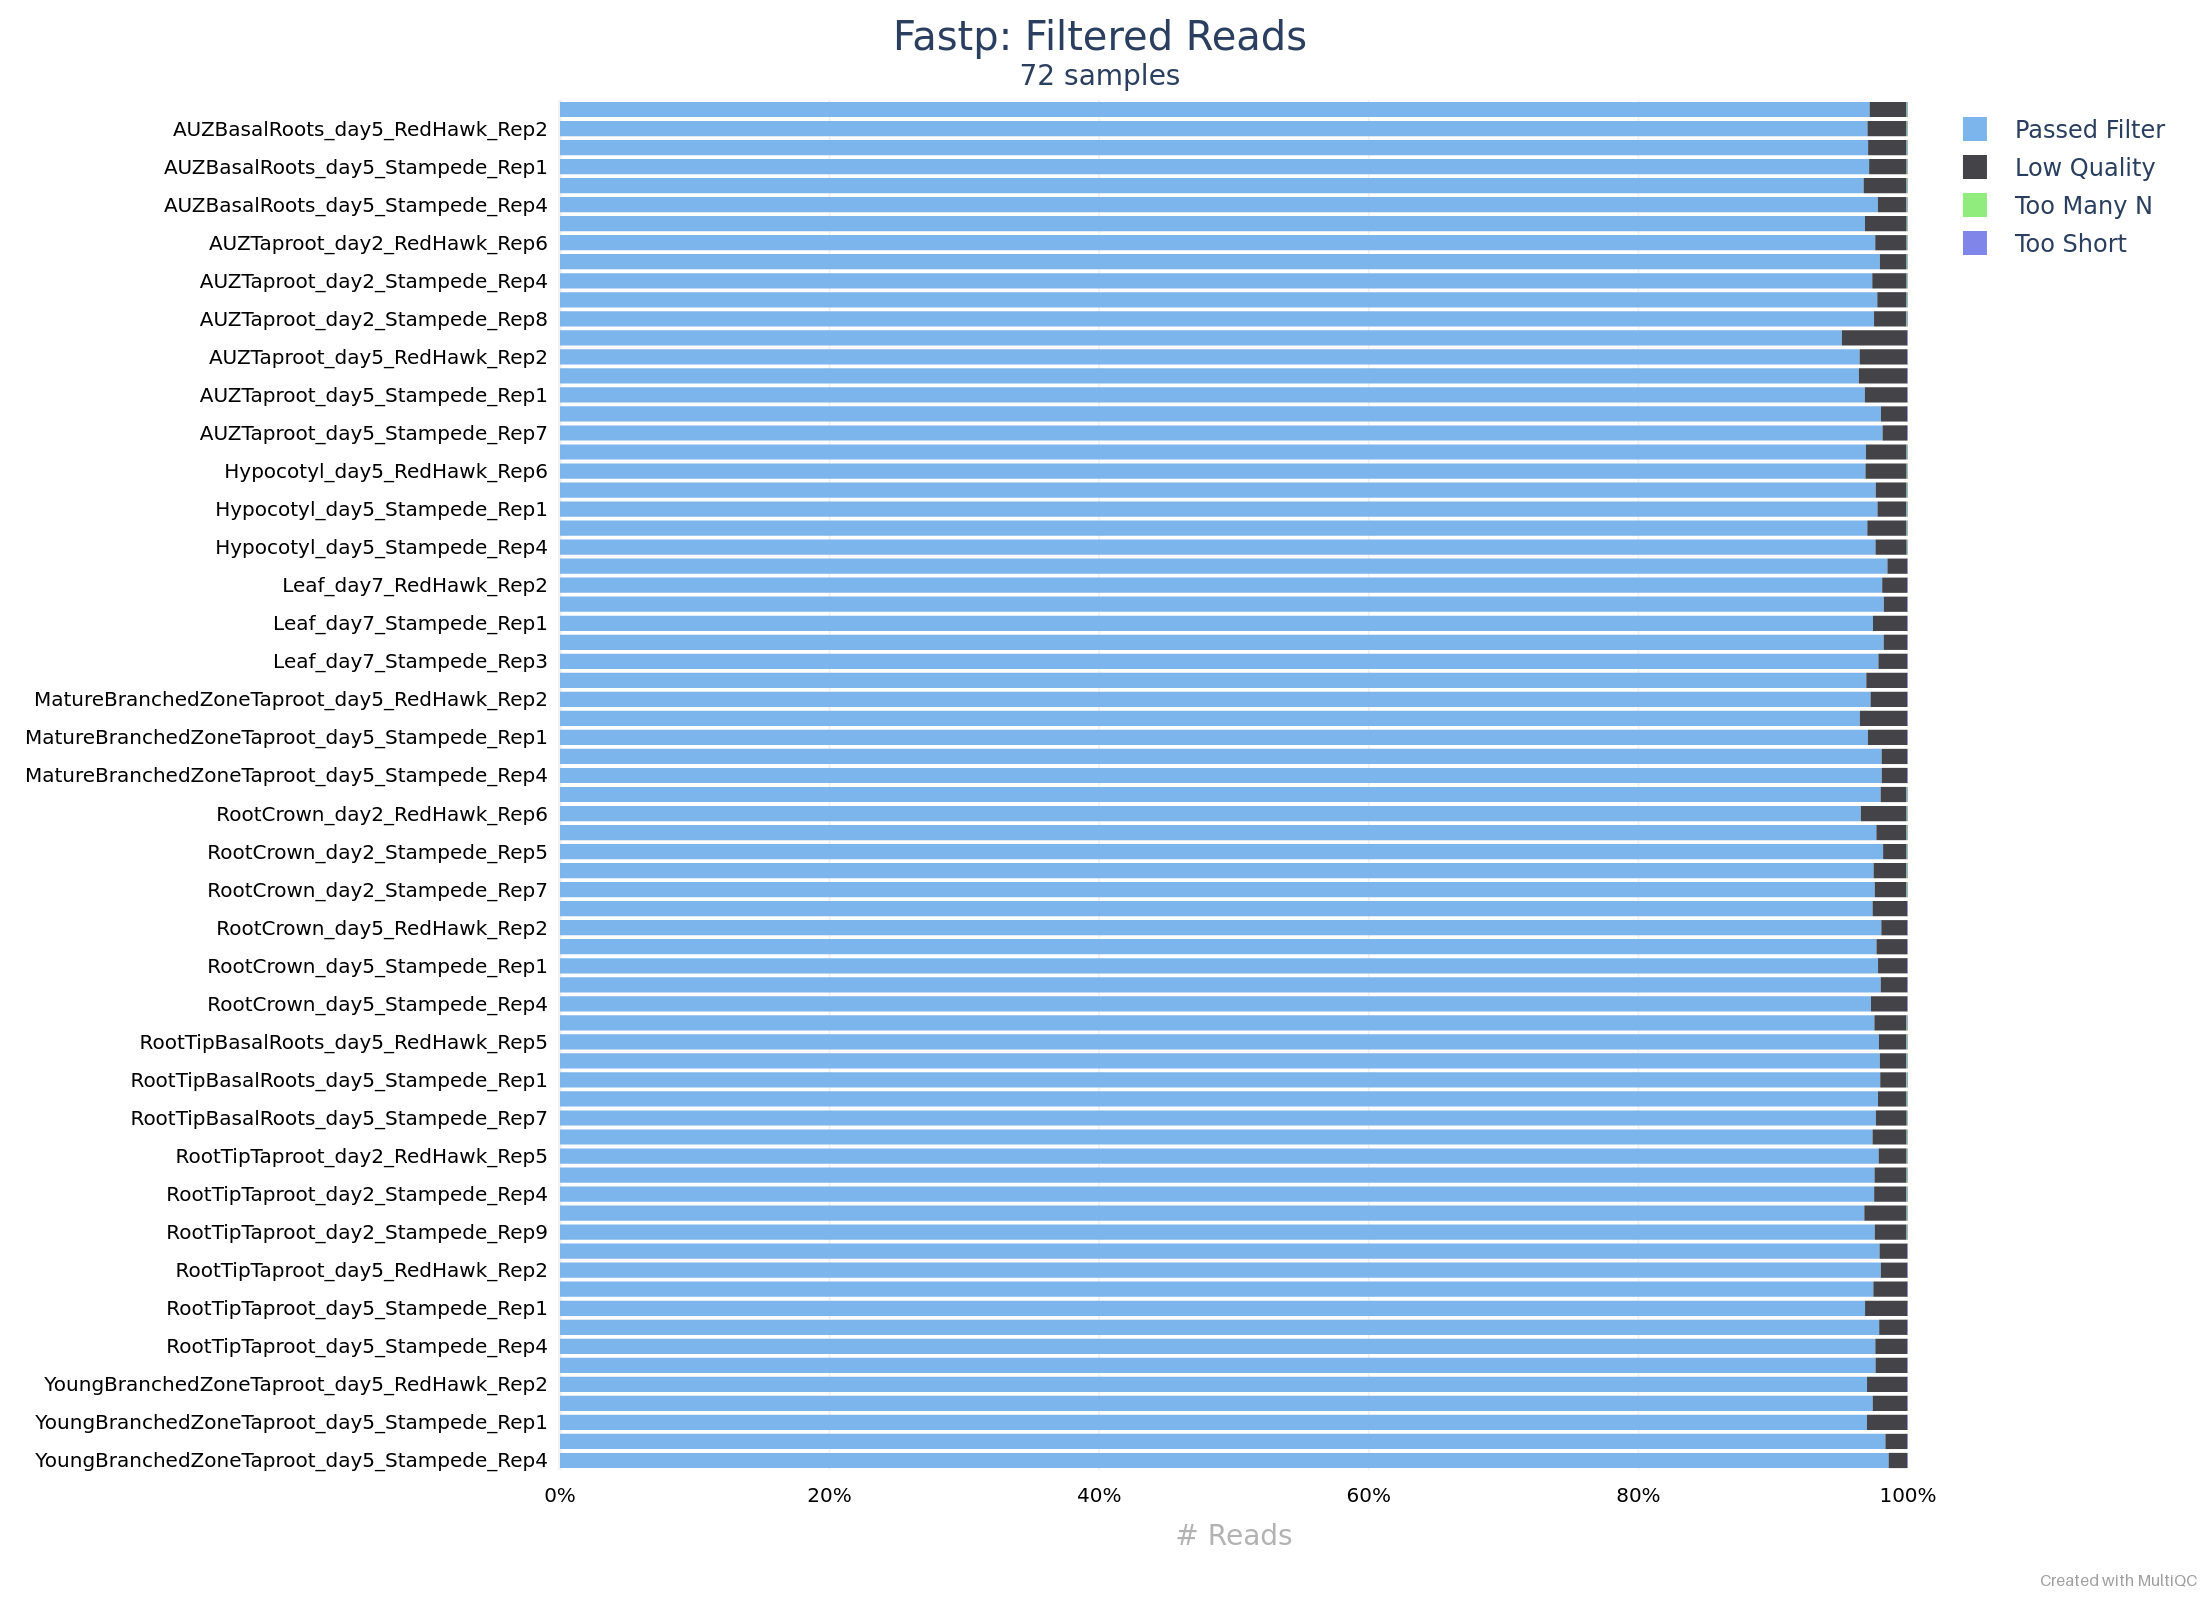 Fastp: Filtered Reads
72 samples
AUZBasalRoots_day5_RedHawk_Rep2
AUZBasalRoots_day5_Stampede_Rep1
AUZBasalRoots_day5_Stampede_Rep4
AUZTaproot_day2_RedHawk_Rep6
AUZTaproot_day2_Stampede_Rep4
AUZTaproot_day2_Stampede_Rep8
AUZTaproot_day5_RedHawk_Rep2
AUZTaproot_day5_Stampede_Rep1
AUZTaproot_day5_Stampede_Rep7
Hypocotyl_day5_RedHawk_Rep6
Hypocotyl_day5_Stampede_Rep1
Hypocotyl_day5_Stampede_Rep4
Leaf_day7_RedHawk_Rep2
Leaf_day7_Stampede_Rep1
Leaf_day7_Stampede_Rep3
MatureBranchedZoneTaproot_day5_RedHawk_Rep2
MatureBranchedZoneTaproot_day5_Stampede_Rep1
MatureBranchedZoneTaproot_day5_Stampede_Rep4
RootCrown_day2_RedHawk_Rep6
RootCrown_day2_Stampede_Rep5
RootCrown_day2_Stampede_Rep7
RootCrown_day5_RedHawk_Rep2
RootCrown_day5_Stampede_Rep1
RootCrown_day5_Stampede_Rep4
RootTipBasalRoots_day5_RedHawk_Rep5
RootTipBasalRoots_day5_Stampede_Rep1
RootTipBasalRoots_day5_Stampede_Rep7
RootTipTaproot_day2_RedHawk_Rep5
RootTipTaproot_day2_Stampede_Rep4
RootTipTaproot_day2_Stampede_Rep9
RootTipTaproot_day5_RedHawk_Rep2
RootTipTaproot_day5_Stampede_Rep1
RootTipTaproot_day5_Stampede_Rep4
YoungBranchedZoneTaproot_day5_RedHawk_Rep2
YoungBranchedZoneTaproot_day5_Stampede_Rep1
YoungBranchedZoneTaproot_day5_Stampede_Rep4
0% 20% 40% 60% 80% 100%
# Reads
Passed Filter
Low Quality
Too Many N
Too Short
Created with MultiQC